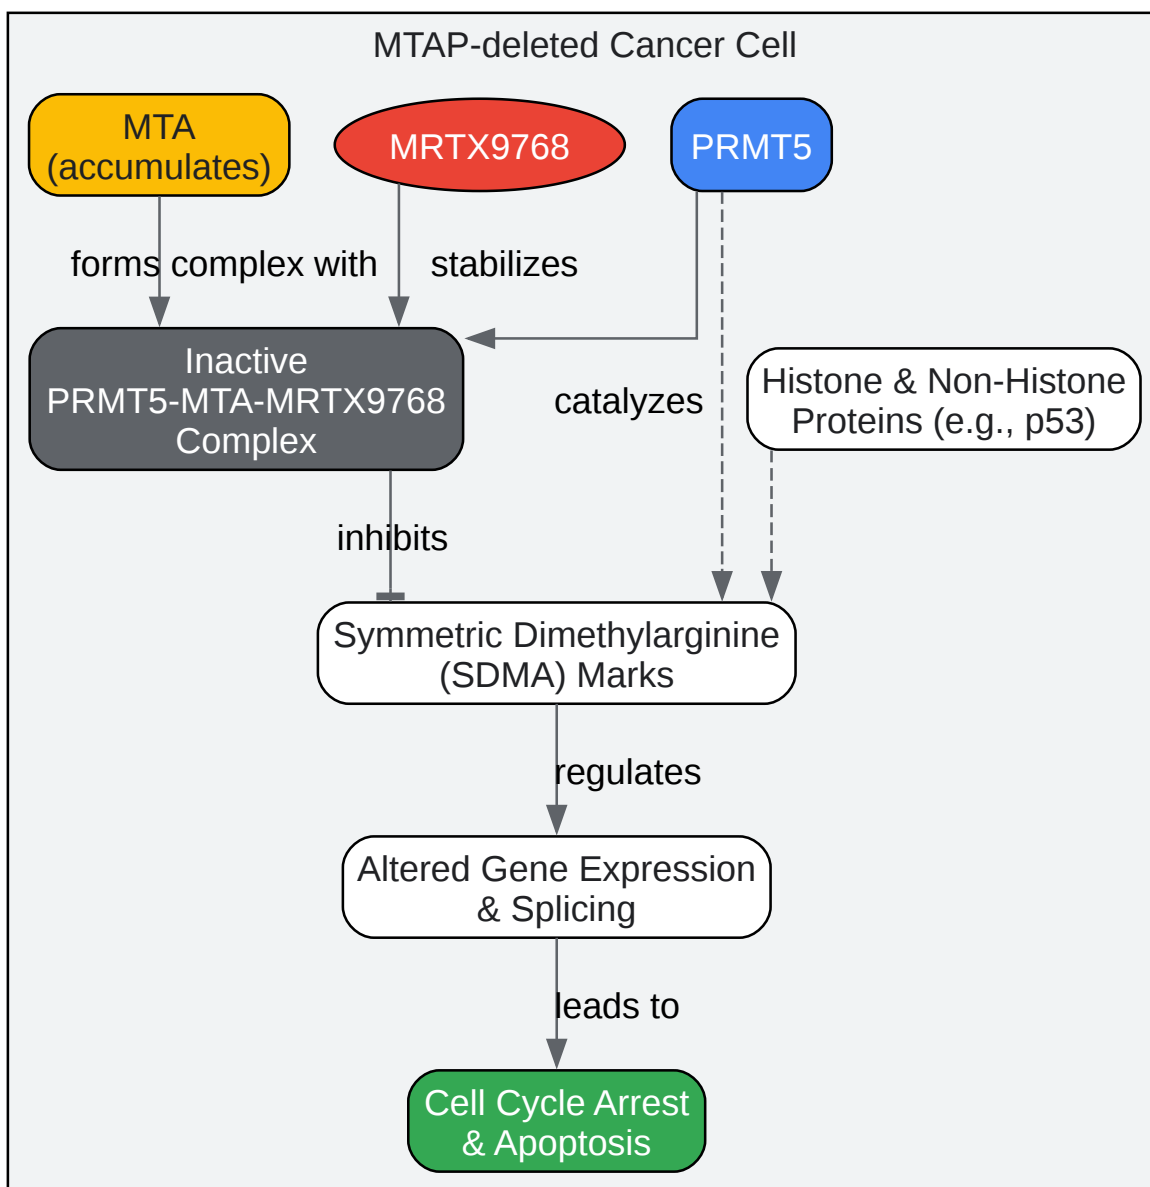 MTAP-deleted Cancer Cell
MTA
(accumulates)
MRTX9768
PRMT5
forms complex with
stabilizes
Inactive
PRMT5-MTA-MRTX9768
Complex
catalyzes
Histone & Non-Histone
Proteins (e.g., p53)
inhibits
Symmetric Dimethylarginine
(SDMA) Marks
regulates
Altered Gene Expression
& Splicing
leads to
Cell Cycle Arrest
& Apoptosis